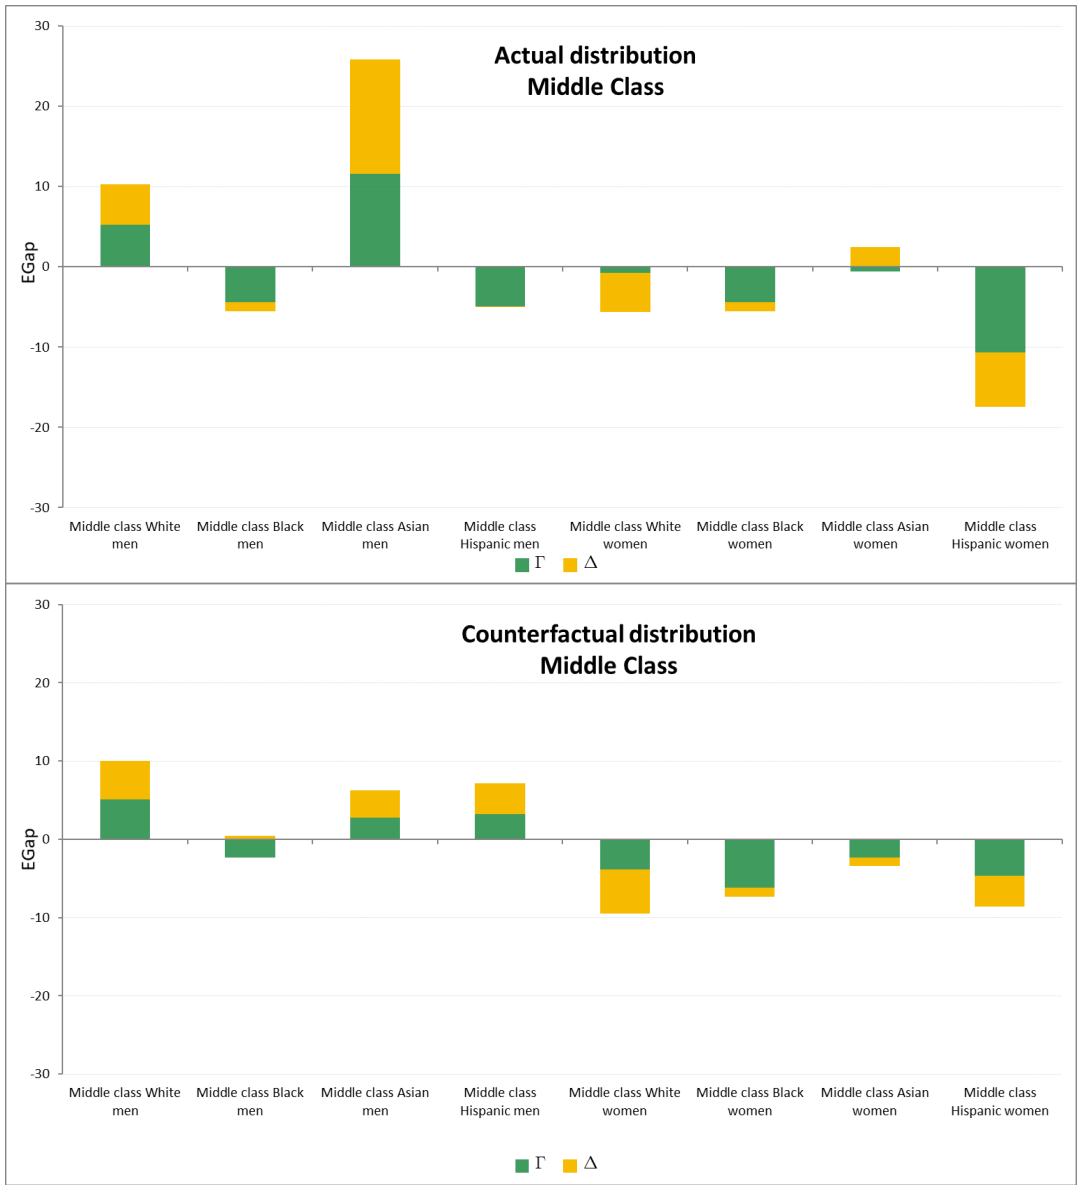 Actual distribution
Middle Class
30
20
10
0
-10
-20
-30
EGap
Middle class White men
Middle class Black men
Middle class Asian men
Middle class Hispanic men
Middle class White women
Middle class Black women
Middle class Asian women
Middle class Hispanic women
Γ Δ
Counterfactual distribution
Middle Class
30
20
10
0
-10
-20
-30
EGap
Middle class White men
Middle class Black men
Middle class Asian men
Middle class Hispanic men
Middle class White women
Middle class Black women
Middle class Asian women
Middle class Hispanic women
Γ Δ